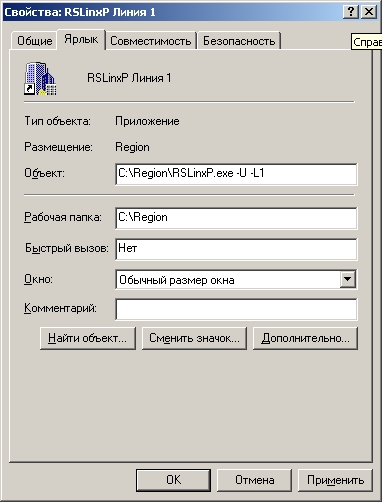 Свойства: RSLinxP Линия 1
Справ
Общие Ярлык Совместимость Безопасность
RSLinxP Линия 1
Тип объекта: Приложение
Размещение: Region
Объект: C:\Region\RSLinxP.exe -U -L1
Рабочая папка: C:\Region
Быстрый вызов: Нет
Окно: Обычный размер окна
Комментарий:
Найти объект... Сменить значок... Дополнительно...
OK Отмена Применить